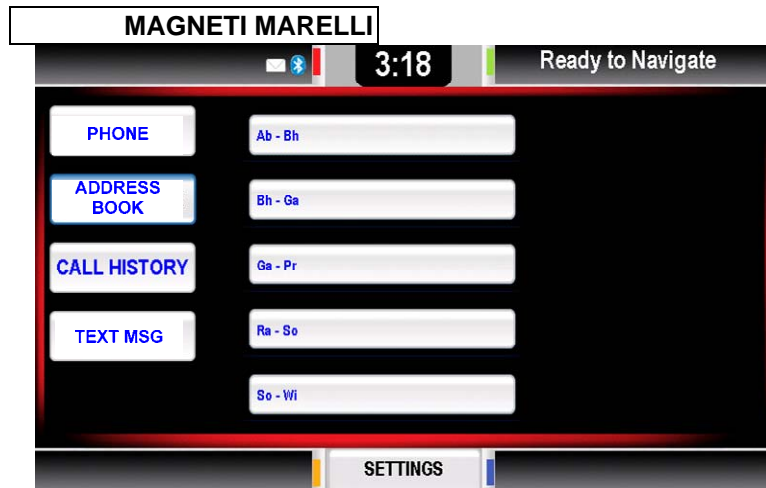 MAGNETI MARELLI
3:18
Ready to Navigate
PHONE
ADDRESS
BOOK
CALL HISTORY
TEXT MSG
Ab - Bh
Bh - Ga
Ga - Pr
Ra - So
So - Wi
SETTINGS